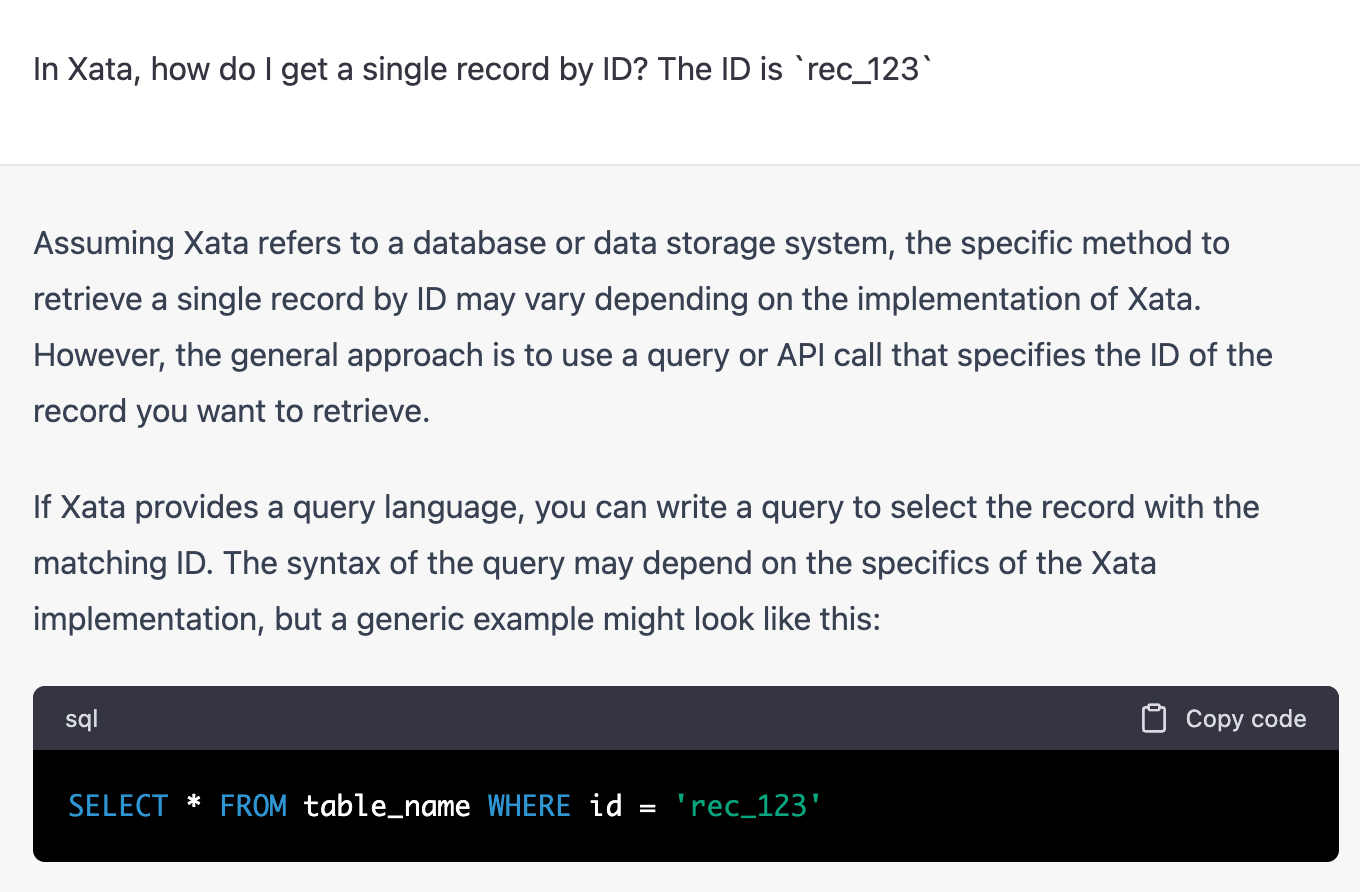 In Xata, how do I get a single record by ID? The ID is `rec_123`
Assuming Xata refers to a database or data storage system, the specific method to
retrieve a single record by ID may vary depending on the implementation of Xata.
However, the general approach is to use a query or API call that specifies the ID of the
record you want to retrieve.
If Xata provides a query language, you can write a query to select the record with the
matching ID. The syntax of the query may depend on the specifics of the Xata
implementation, but a generic example might look like this:
sql Copy code
SELECT * FROM table_name WHERE id = 'rec_123'